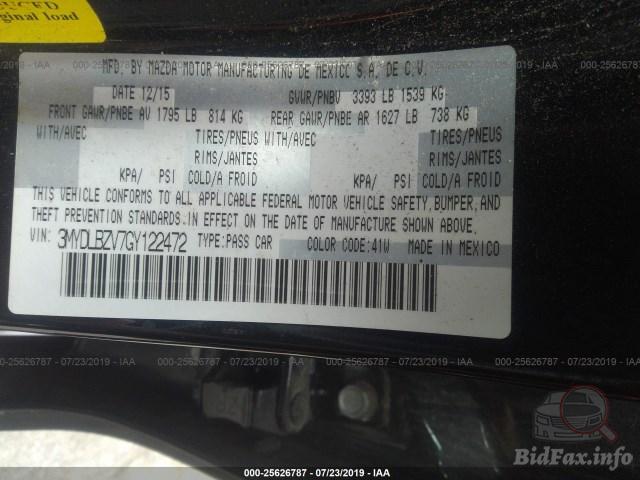 original load
MFD. BY MAZDA MOTOR MANUFACTURING DE MEXICO S.A. DE C.V.
DATE 12/15 GVWR/PNBV 3393 LB 1539 KG
FRONT GAWR/PNBE AV 1795 LB 814 KG REAR GAWR/PNBE AR 1627 LB 738 KG
WITH/AVEC TIRES/PNEUS WITH/AVEC TIRES/PNEUS
RIMS/JANTES RIMS/JANTES
KPA/ PSI COLD/A FROID KPA/ PSI COLD/A FROID
THIS VEHICLE CONFORMS TO ALL APPLICABLE FEDERAL MOTOR VEHICLE SAFETY, BUMPER, AND
THEFT PREVENTION STANDARDS IN EFFECT ON THE DATE OF MANUFACTURE SHOWN ABOVE.
VIN: 3MYDLBZV7GY122472 TYPE:PASS CAR COLOR CODE:41W MADE IN MEXICO
000-25626787 - 07/23/2019 - IAA
000-25626787 - 07/23/2019 - IAA
BidFax.info